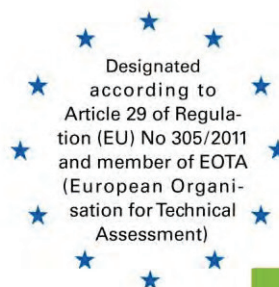 Designated
according to
Article 29 of Regula-
tion (EU) No 305/2011
and member of EOTA
(European Organi-
sation for Technical
Assessment)